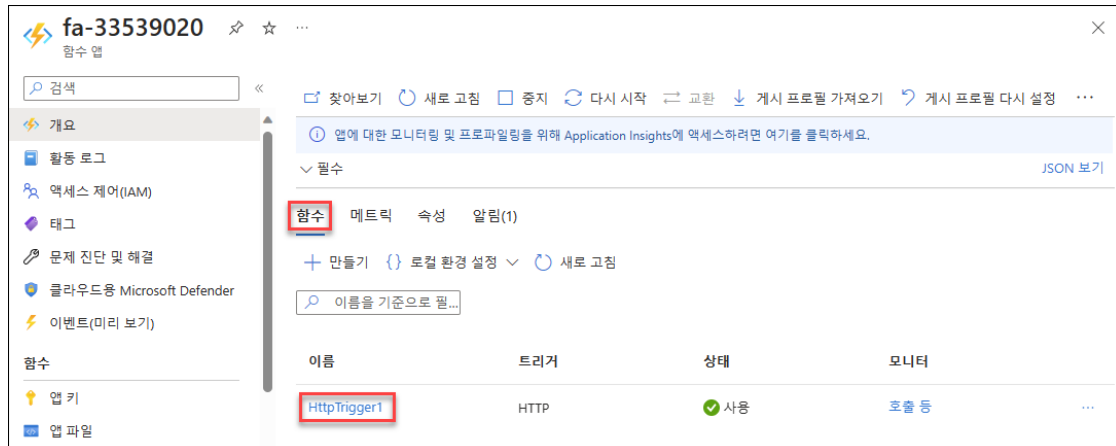 fa-33539020
함수 앱
검색
개요
활동 로그
액세스 제어(IAM)
태그
문제 진단 및 해결
클라우드용 Microsoft Defender
이벤트(미리 보기)
함수
앱 키
앱 파일
찾아보기 새로 고침 중지 다시 시작 교환 게시 프로필 가져오기 게시 프로필 다시 설정
앱에 대한 모니터링 및 프로파일링을 위해 Application Insights에 액세스하려면 여기를 클릭하세요.
필수 JSON 보기
함수 메트릭 속성 알림(1)
만들기 로컬 환경 설정 새로 고침
이름을 기준으로 필...
이름 트리거 상태 모니터
HttpTrigger1 HTTP 사용 호출 등